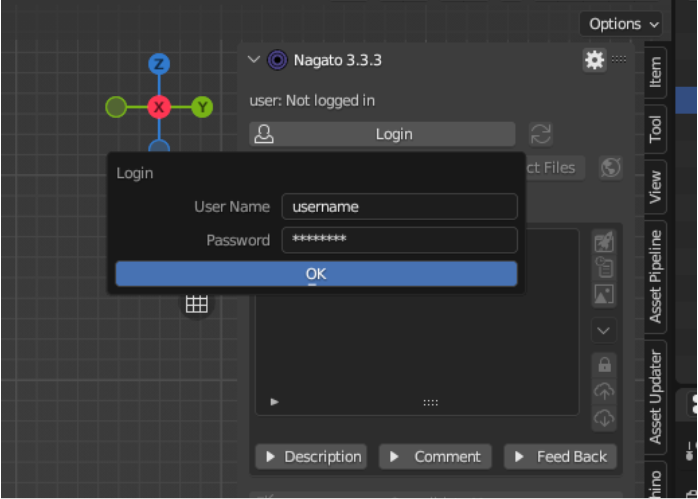 Options
Z
X
Y
Nagato 3.3.3
user: Not logged in
Login
ct Files
Login
User Name username
Password ********
OK
Description
Comment
Feed Back
Item
Tool
View
Asset Pipeline
Asset Updater
hino